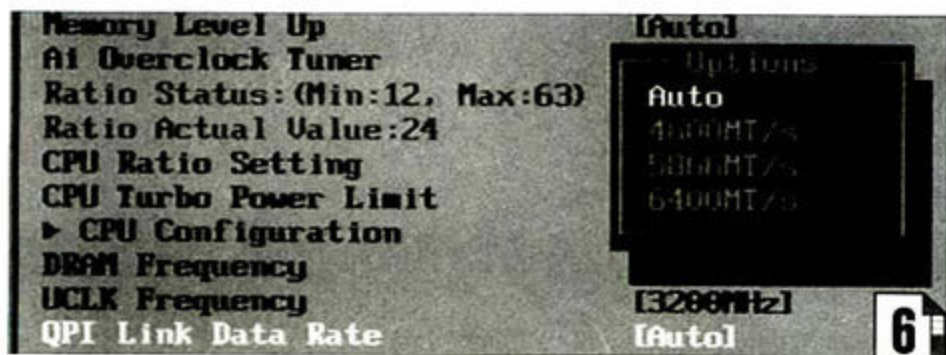 Memory Level Up [Auto]
Ai Overclock Tuner
Ratio Status:(Min:12, Max:63)
Ratio Actual Value:24
CPU Ratio Setting
CPU Turbo Power Limit
▶ CPU Configuration
DRAM Frequency
UCLK Frequency [3200MHz]
QPI Link Data Rate [Auto]
Options
Auto
4800MT/s
5866MT/s
6400MT/s
6